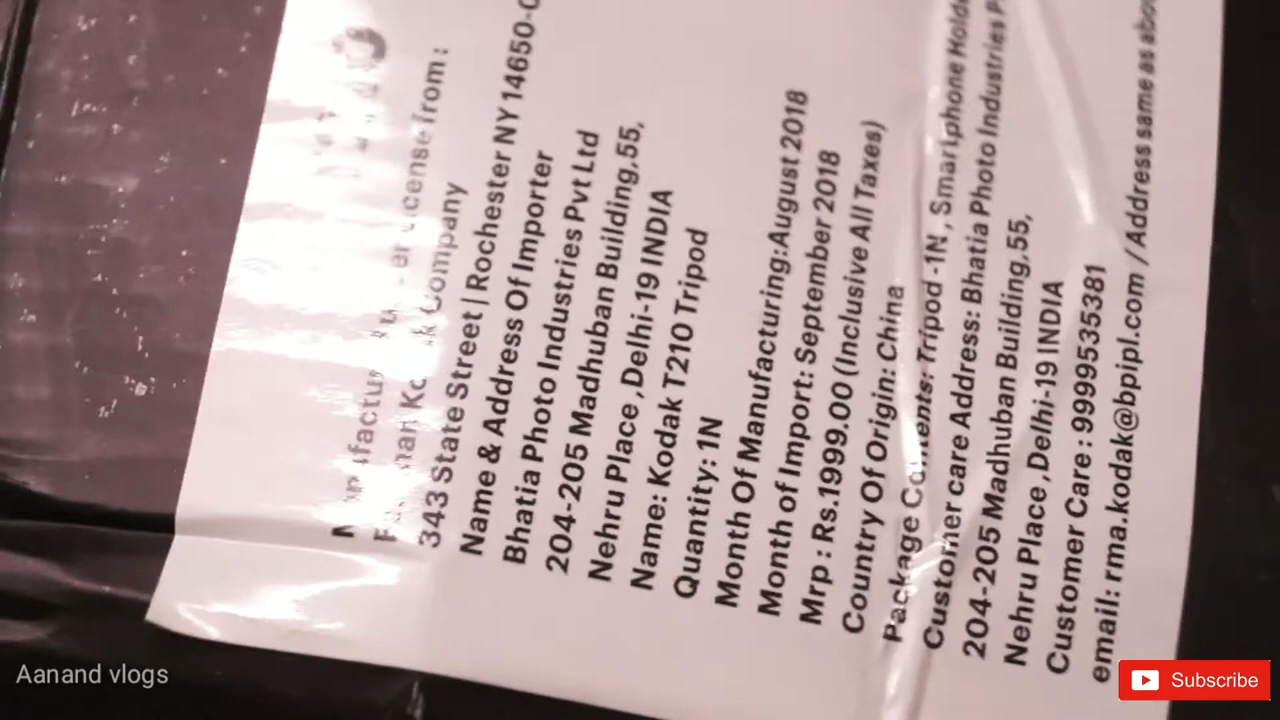 from :
Company
343 State Street | Rochester NY 14650-0
Name & Address Of Importer
Bhatia Photo Industries Pvt Ltd
204-205 Madhuban Building,55,
Nehru Place , Delhi-19 INDIA
Name: Kodak T210 Tripod
Quantity: 1N
Month Of Manufacturing:August 2018
Month of Import: September 2018
Mrp : Rs.1999.00 (Inclusive All Taxes)
Country Of Origin: China
Package Contents: Tripod -1N , Smartphone Holde
Customer care Address: Bhatia Photo Industries P
204-205 Madhuban Building,55,
Nehru Place , Delhi-19 INDIA
Customer Care : 9999535381
email: rma.kodak@bpipl.com / Address same as abo
Aanand vlogs
Subscribe